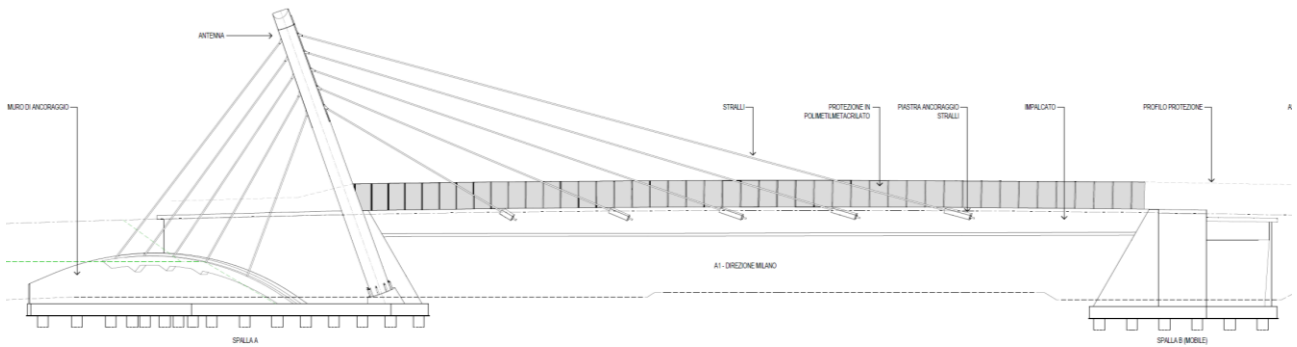 ANTENNA
MURO DI ANCORAGGIO
STRALLI
PROTEZIONE IN
POLIMETILMETACRILATO
PIASTRA ANCORAGGIO
STRALLI
IMPALCATO
PROFILO PROTEZIONE
A1 - DIREZIONE MILANO
SPALLA A
SPALLA B (MOBILE)